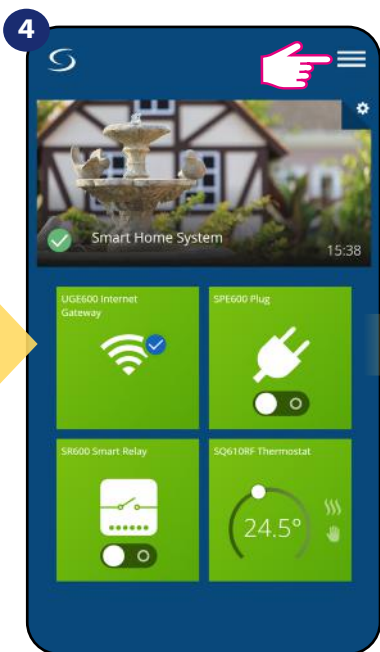 4
Smart Home System
15:38
UGE600 Internet
Gateway
SPE600 Plug
SR600 Smart Relay
SQ610RF Thermostat
24.5°